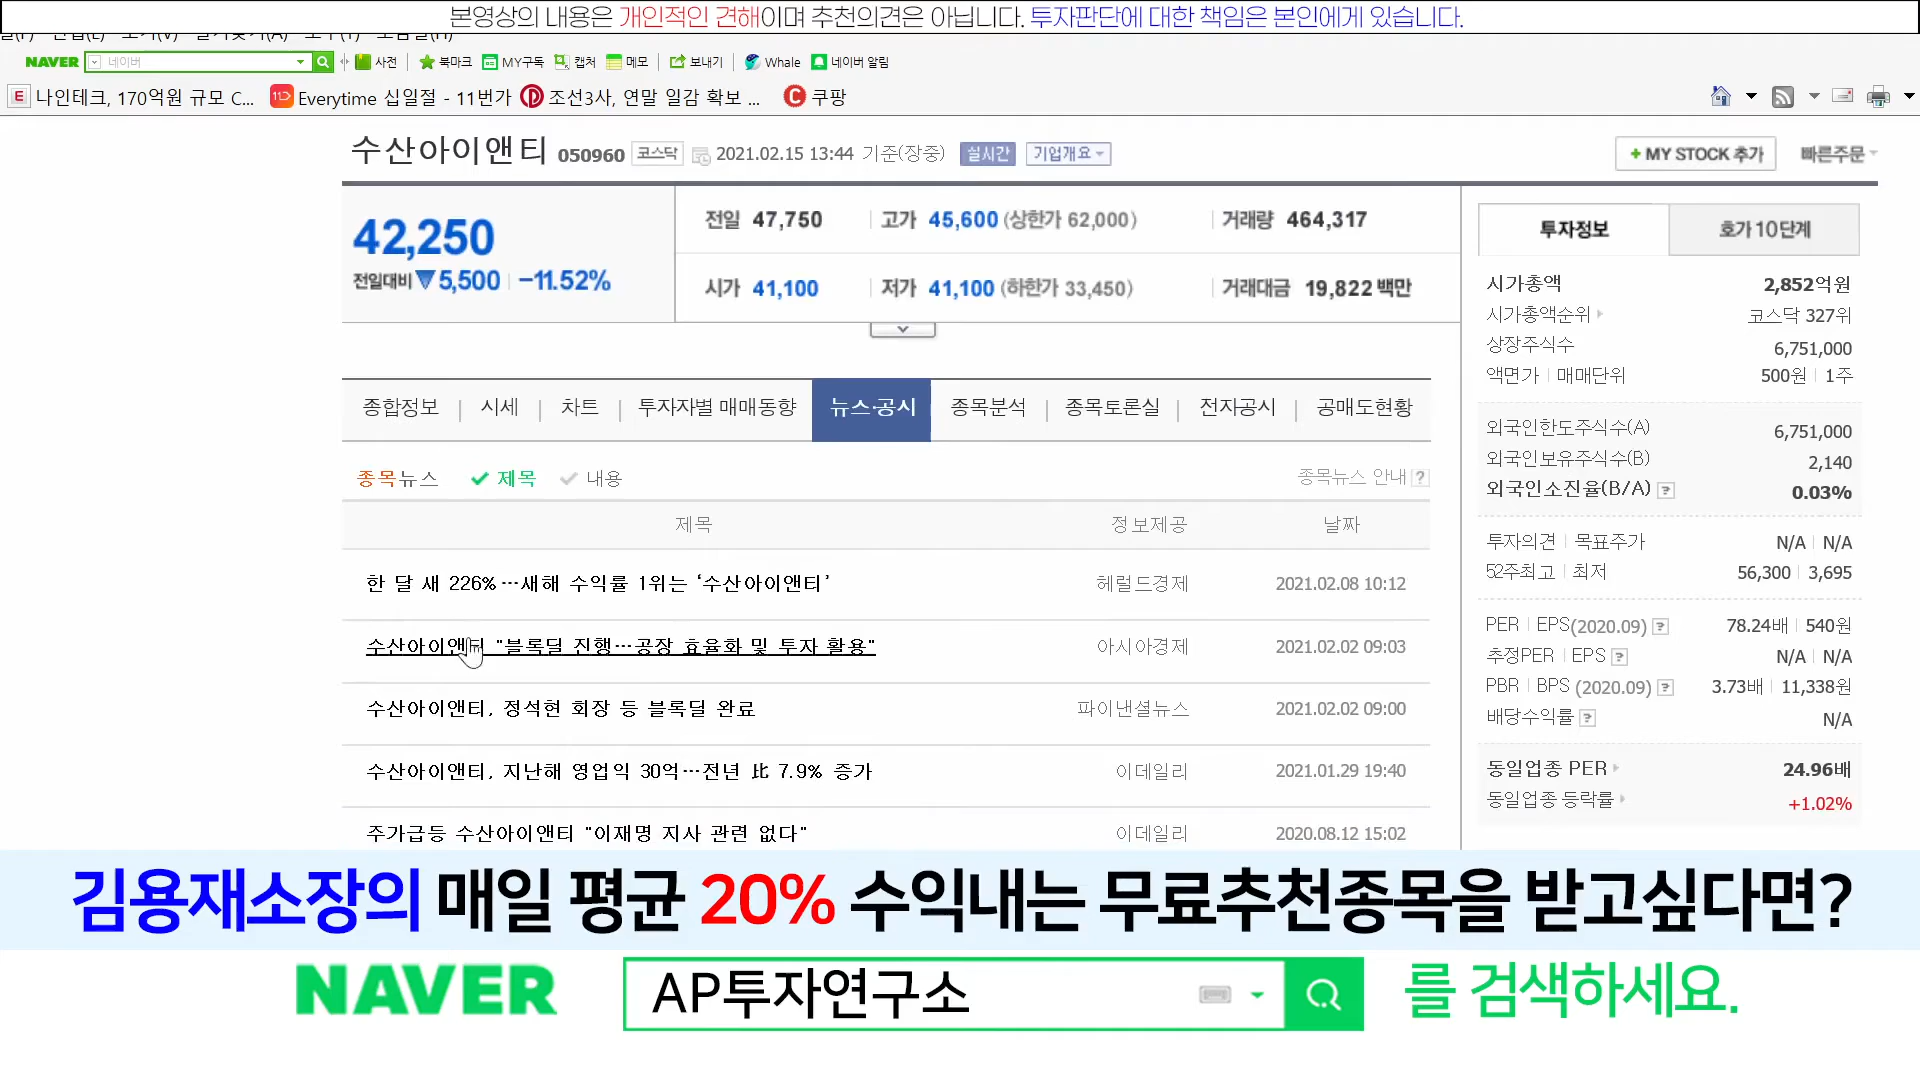 본영상의 내용은 개인적인 견해이며 추천의견은 아닙니다. 투자판단에 대한 책임은 본인에게 있습니다.
NAVER 네이버 사전 북마크 MY구독 캡처 메모 보내기 Whale 네이버 알림
E 나인테크, 170억원 규모 C... 11 Everytime 십일절 - 11번가 조선3사, 연말 일감 확보 ... C 쿠팡
수산아이앤티 050960 코스닥 2021.02.15 13:44 기준(장중) 실시간 기업개요
+ MY STOCK 추가 빠른주문
42,250
전일대비 ▼5,500 -11.52%
전일 47,750 고가 45,600 (상한가 62,000) 거래량 464,317
시가 41,100 저가 41,100 (하한가 33,450) 거래대금 19,822 백만
종합정보 시세 차트 투자자별 매매동향 뉴스·공시 종목분석 종목토론실 전자공시 공매도현황
종목뉴스 제목 내용 종목뉴스 안내 ?
제목 정보제공 날짜
한 달 새 226%…새해 수익률 1위는 ‘수산아이앤티’ 헤럴드경제 2021.02.08 10:12
수산아이앤티 "블록딜 진행…공장 효율화 및 투자 활용" 아시아경제 2021.02.02 09:03
수산아이앤티, 정석현 회장 등 블록딜 완료 파이낸셜뉴스 2021.02.02 09:00
수산아이앤티, 지난해 영업익 30억…전년 比 7.9% 증가 이데일리 2021.01.29 19:40
주가급등 수산아이앤티 "이재명 지사 관련 없다" 이데일리 2020.08.12 15:02
투자정보 호가 10단계
시가총액 2,852억원
시가총액순위 코스닥 327위
상장주식수 6,751,000
액면가 매매단위 500원 1주
외국인한도주식수(A) 6,751,000
외국인보유주식수(B) 2,140
외국인소진율(B/A) ? 0.03%
투자의견 목표주가 N/A N/A
52주최고 최저 56,300 3,695
PER EPS(2020.09) ? 78.24배 540원
추정PER EPS ? N/A N/A
PBR BPS (2020.09) ? 3.73배 11,338원
배당수익률 ? N/A
동일업종 PER 24.96배
동일업종 등락률 +1.02%
김용재소장의 매일 평균 20% 수익내는 무료추천종목을 받고싶다면?
NAVER AP투자연구소 를 검색하세요.